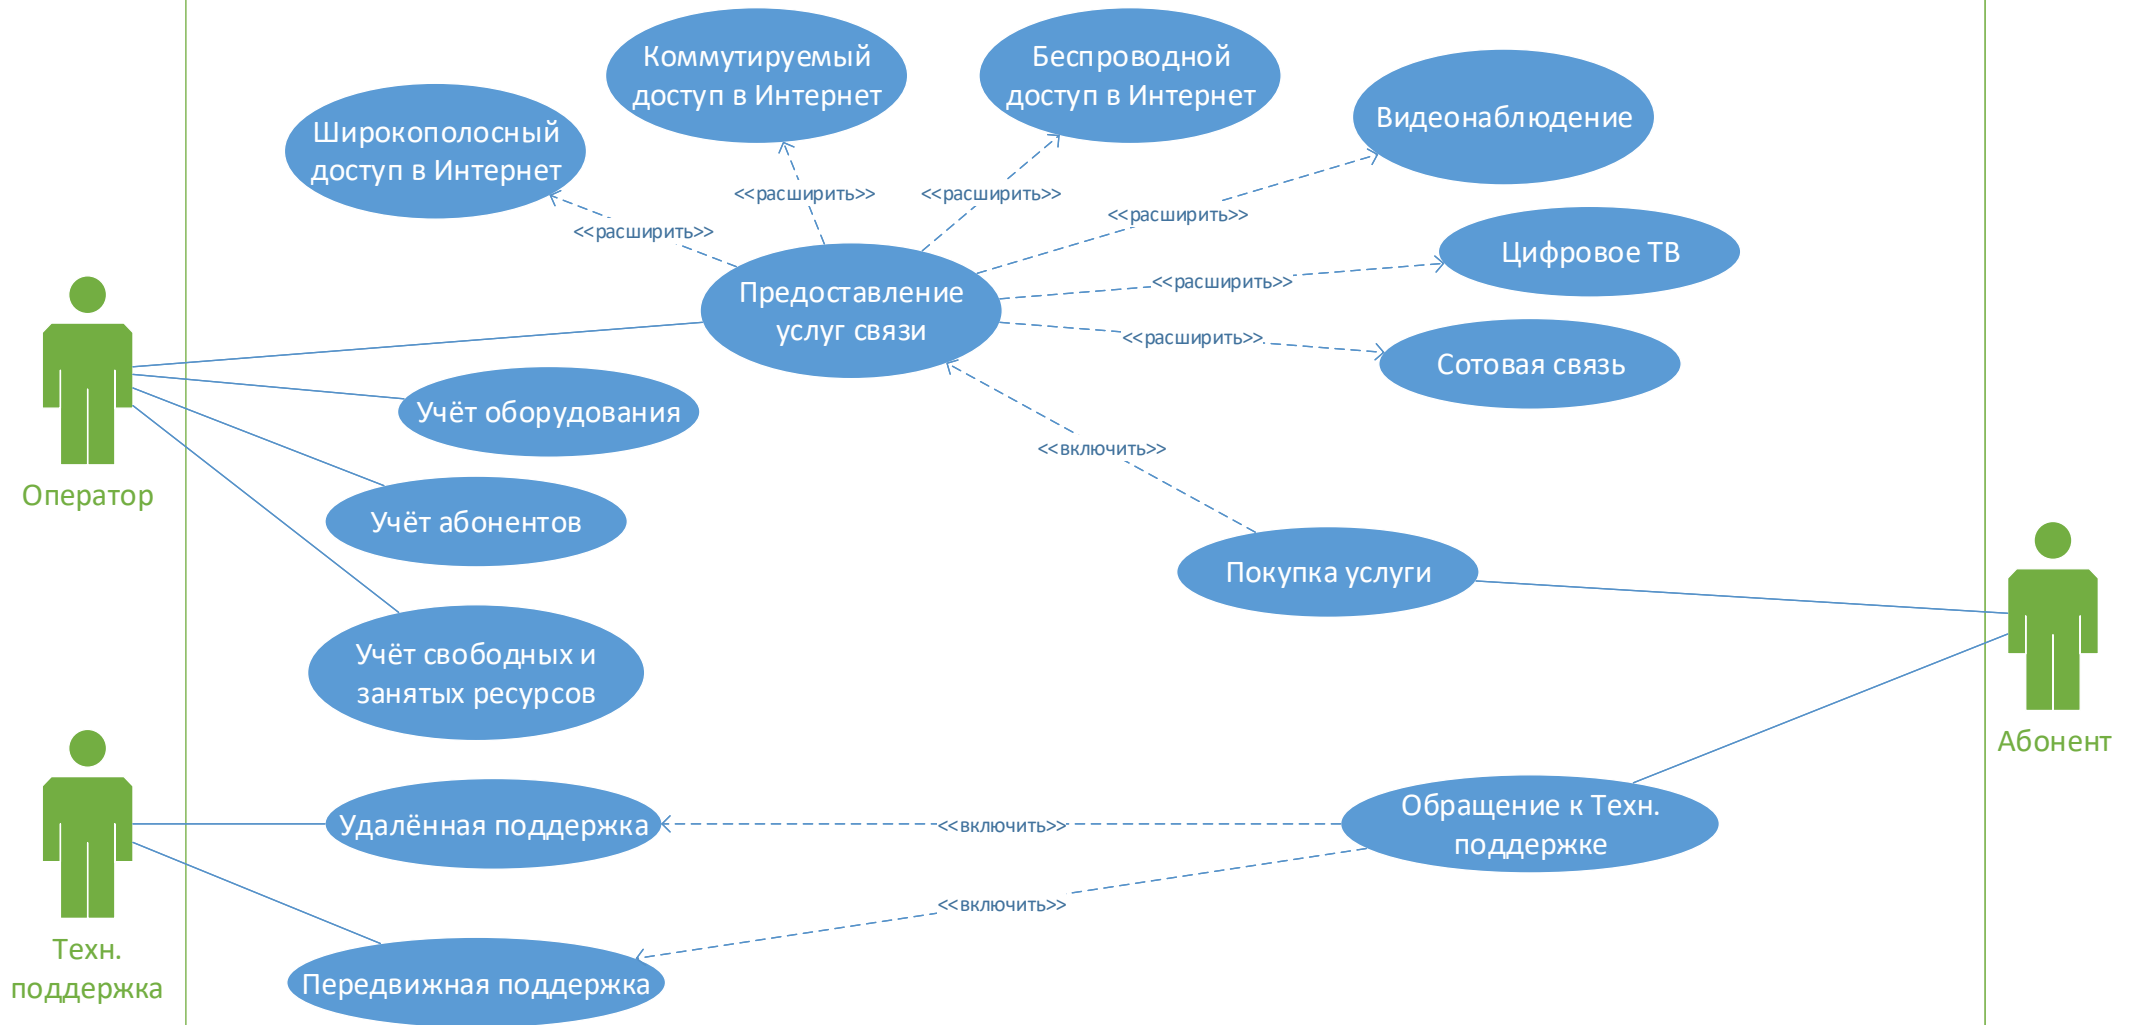 Коммутируемый
доступ в Интернет
Беспроводной
доступ в Интернет
Видеонаблюдение
Широкополосный
доступ в Интернет
<<расширить>>
<<расширить>>
<<расширить>>
<<расширить>>
Цифровое ТВ
<<расширить>>
Предоставление
услуг связи
<<расширить>>
Сотовая связь
Учёт оборудования
<<включить>>
Оператор
Учёт абонентов
Покупка услуги
Учёт свободных и
занятых ресурсов
Абонент
Удалённая поддержка
<<включить>>
Обращение к Техн.
поддержке
<<включить>>
Техн.
поддержка
Передвижная поддержка